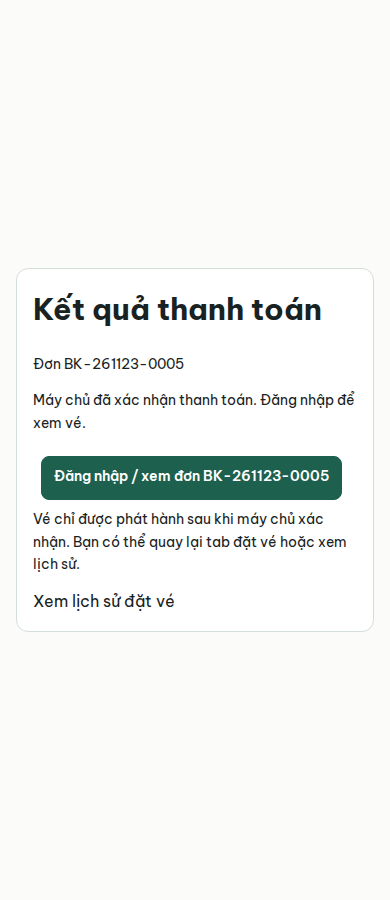 Kết quả thanh toán
Đơn BK-261123-0005
Máy chủ đã xác nhận thanh toán. Đăng nhập để
xem vé.
Đăng nhập / xem đơn BK-261123-0005
Vé chỉ được phát hành sau khi máy chủ xác
nhận. Bạn có thể quay lại tab đặt vé hoặc xem
lịch sử.
Xem lịch sử đặt vé